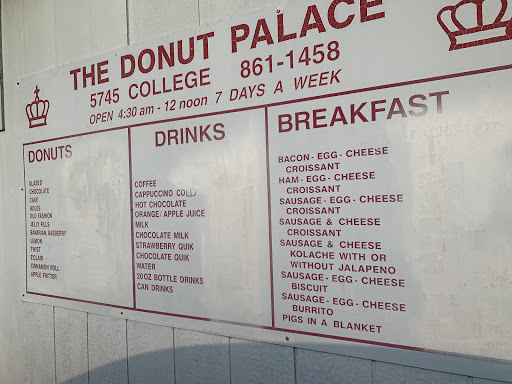 THE DONUT PALACE
5745 COLLEGE 861-1458
OPEN 4:30 am - 12 noon 7 DAYS A WEEK
DONUTS
GLAZED
CHOCOLATE
CAKE
HOLES
OLD FASHION
JELLY FILLS
BAVARIAN, RASBERRY
LEMON
TWIST
ECLAIR
CINNAMON ROLL
APPLE FRITTER
DRINKS
COFFEE
CAPPUCCINO COLD
HOT CHOCOLATE
ORANGE/ APPLE JUICE
MILK
CHOCOLATE MILK
STRAWBERRY QUIK
CHOCOLATE QUIK
WATER
20 OZ BOTTLE DRINKS
CAN DRINKS
BREAKFAST
BACON - EGG - CHEESE
CROISSANT
HAM - EGG - CHEESE
CROISSANT
SAUSAGE - EGG - CHEESE
CROISSANT
SAUSAGE & CHEESE
CROISSANT
SAUSAGE & CHEESE
KOLACHE WITH OR
WITHOUT JALAPENO
SAUSAGE - EGG - CHEESE
BISCUIT
SAUSAGE - EGG - CHEESE
BURRITO
PIGS IN A BLANKET